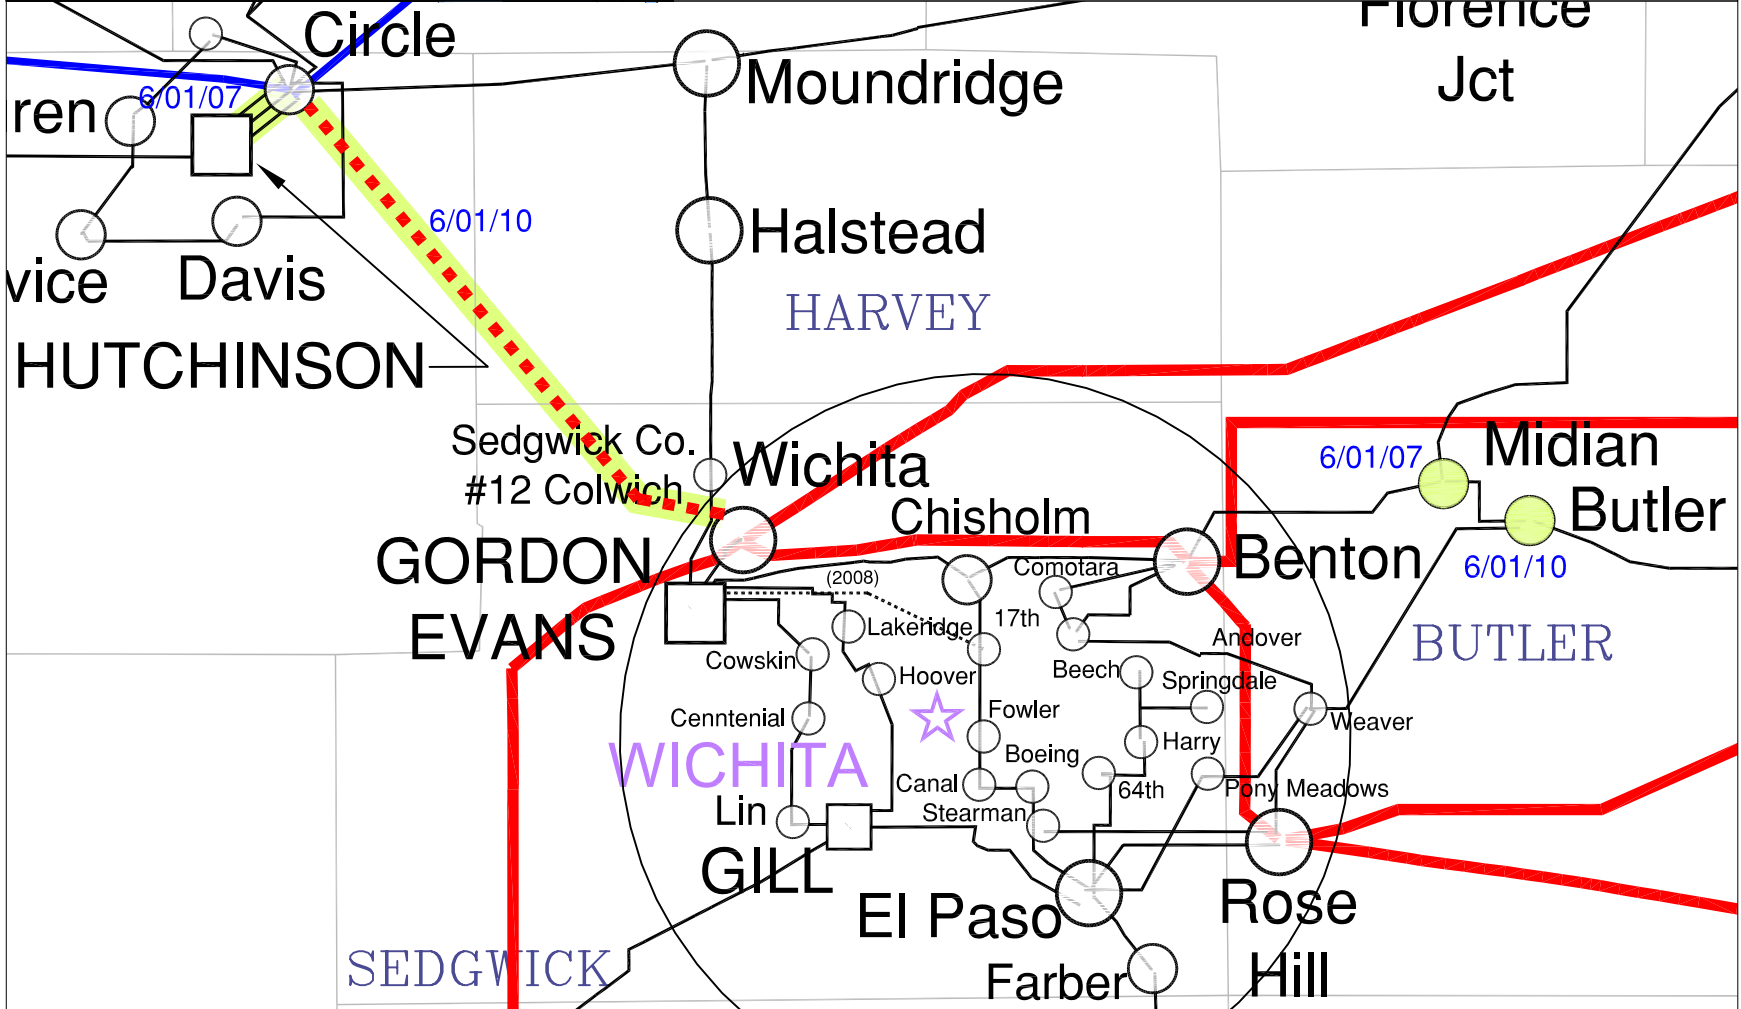 Florence
Jct
Circle
Moundridge
6/01/07
ren
6/01/10
Halstead
vice
Davis
HARVEY
HUTCHINSON
Sedgwick Co.
#12 Colwich
Wichita
6/01/07
Midian
Chisholm
Butler
GORDON
EVANS
Benton
6/01/10
Comotara
(2008)
17th
Lakeridge
Andover
BUTLER
Cowskin
Hoover
Beech
Springdale
Cenntenial
Fowler
Weaver
WICHITA
Boeing
Harry
Canal
64th
Pony Meadows
Lin
Stearman
GILL
El Paso
Rose
Hill
SEDGWICK
Farber